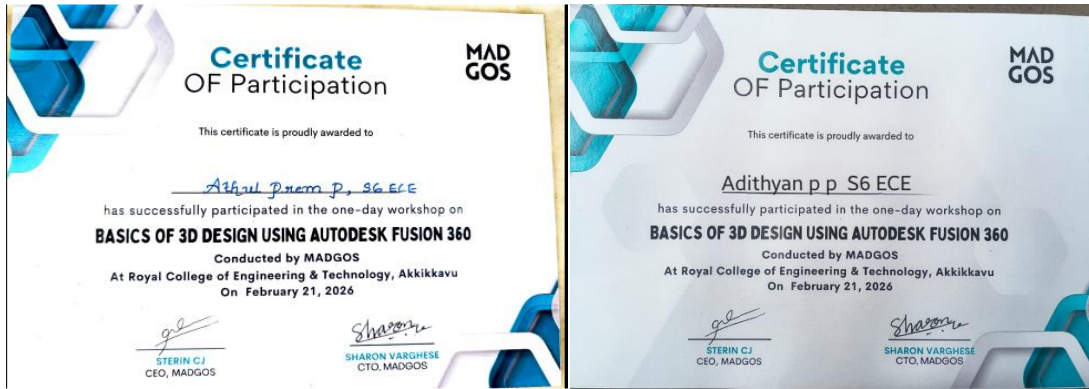 Certificate
OF Participation
MAD
GOS
This certificate is proudly awarded to
Prem P, S6 ECE
has successfully participated in the one-day workshop on
BASICS OF 3D DESIGN USING AUTODESK FUSION 360
Conducted by MADGOS
At Royal College of Engineering & Technology, Akkikkavu
On February 21, 2026
Sharon
STERIN CJ
CEO, MADGOS
SHARON VARGHESE
CTO, MADGOS
Certificate
OF Participation
MAD
GOS
This certificate is proudly awarded to
Adithyan p p S6 ECE
has successfully participated in the one-day workshop on
BASICS OF 3D DESIGN USING AUTODESK FUSION 360
Conducted by MADGOS
At Royal College of Engineering & Technology, Akkikkavu
On February 21, 2026
Sharon
STERIN CJ
CEO, MADGOS
SHARON VARGHESE
CTO, MADGOS